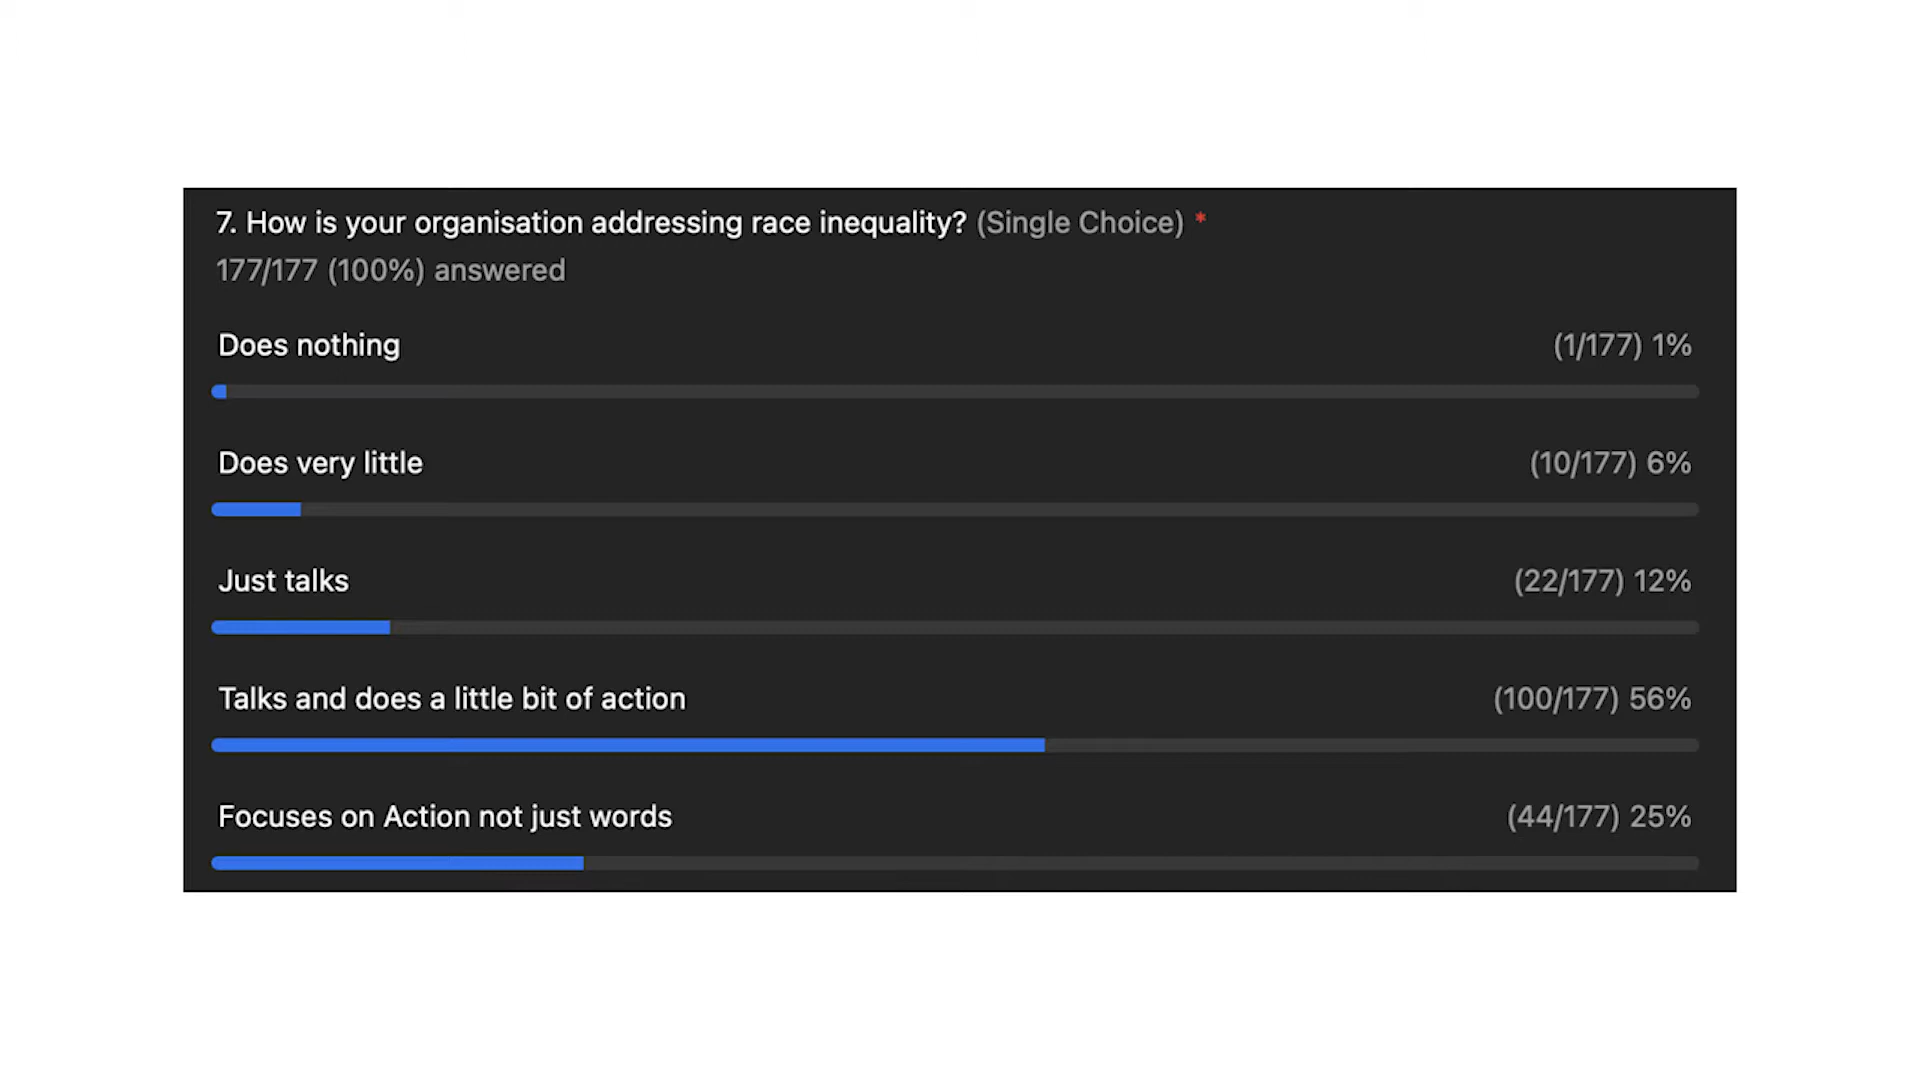 7. How is your organisation addressing race inequality? (Single Choice) *
177/177 (100%) answered
Does nothing (1/177) 1%
Does very little (10/177) 6%
Just talks (22/177) 12%
Talks and does a little bit of action (100/177) 56%
Focuses on Action not just words (44/177) 25%